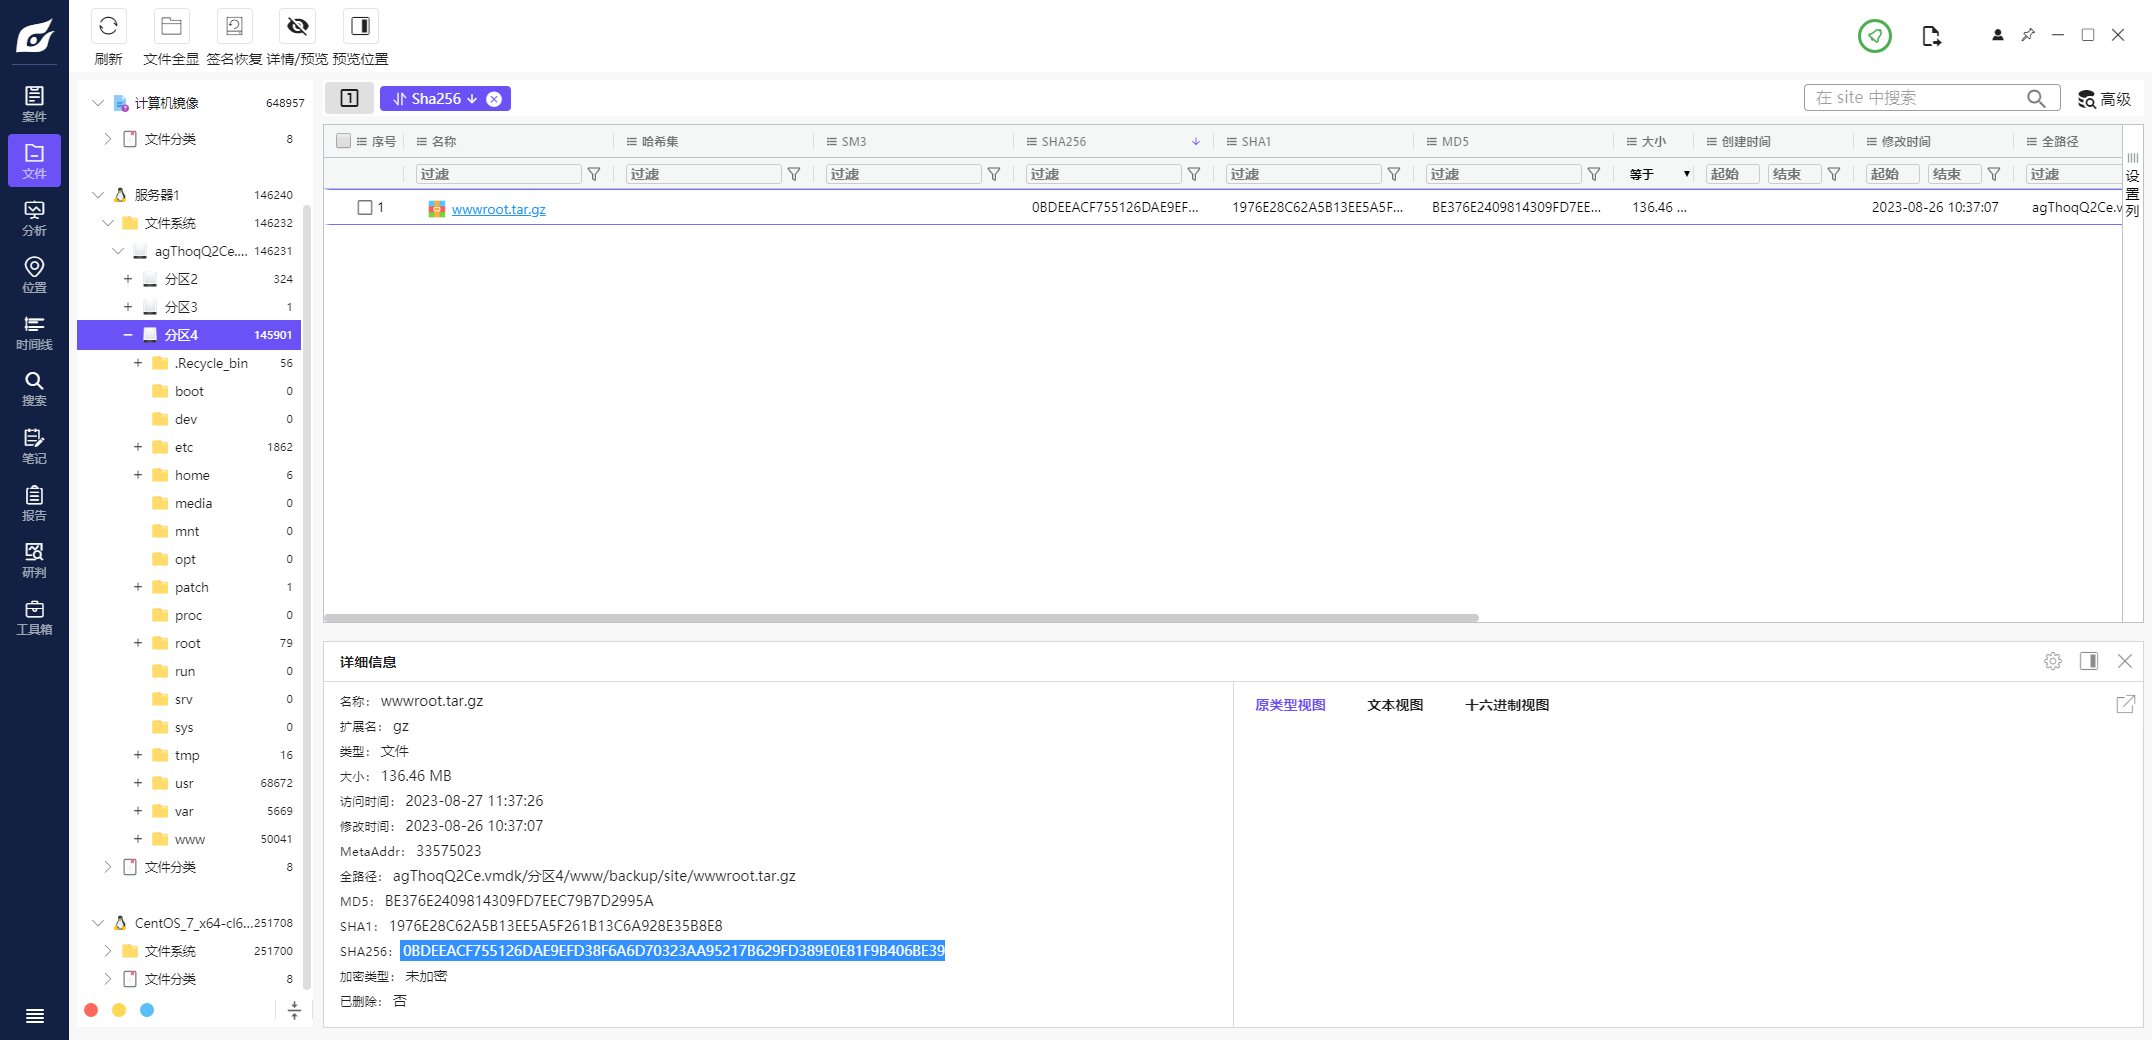 刷新 文件全显 签名恢复 详情/预览 预览位置
案件
文件
分析
位置
时间线
搜索
笔记
报告
研判
工具箱
计算机镜像 648957
文件分类 8
服务器1 146240
文件系统 146232
agThoqQ2Ce.... 146231
分区2 324
分区3 1
分区4 145901
.Recycle_bin 56
boot 0
dev 0
etc 1862
home 6
media 0
mnt 0
opt 0
patch 1
proc 0
root 79
run 0
srv 0
sys 0
tmp 16
usr 68672
var 5669
www 50041
文件分类 8
CentOS_7_x64-cl6... 251708
文件系统 251700
文件分类 8
1 Sha256
在 site 中搜索 高级
序号 名称 哈希集 SM3 SHA256 SHA1 MD5 大小 创建时间 修改时间 全路径
过滤 过滤 过滤 过滤 过滤 过滤 等于 起始 结束 起始 结束 过滤
1 wwwroot.tar.gz 0BDEEACF755126DAE9EF... 1976E28C62A5B13EE5A5F... BE376E2409814309FD7EE... 136.46 ... 2023-08-26 10:37:07 agThoqQ2Ce.v
设置列
详细信息
名称： wwwroot.tar.gz
扩展名： gz
类型： 文件
大小： 136.46 MB
访问时间： 2023-08-27 11:37:26
修改时间： 2023-08-26 10:37:07
MetaAddr： 33575023
全路径： agThoqQ2Ce.vmdk/分区4/www/backup/site/wwwroot.tar.gz
MD5： BE376E2409814309FD7EEC79B7D2995A
SHA1： 1976E28C62A5B13EE5A5F261B13C6A928E35B8E8
SHA256： 0BDEEACF755126DAE9EFD38F6A6D70323AA95217B629FD389E0E81F9B406BE39
加密类型： 未加密
已删除： 否
原类型视图 文本视图 十六进制视图